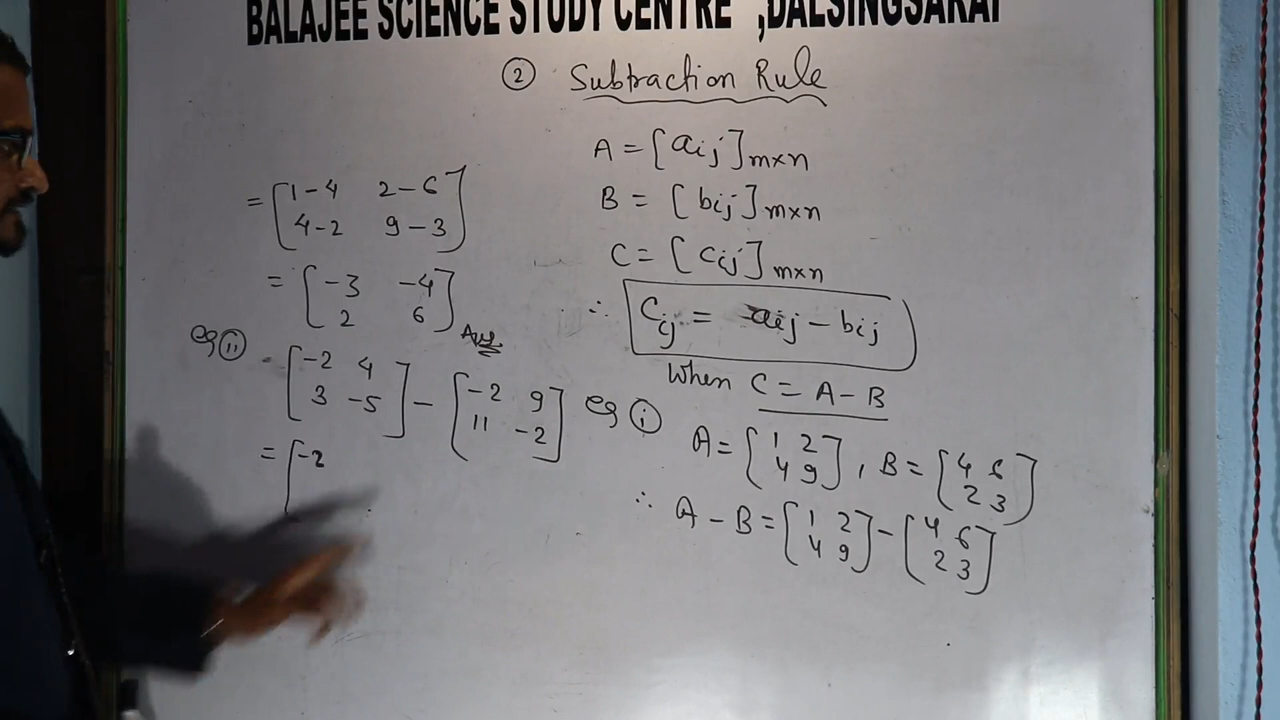 BALAJEE SCIENCE STUDY CENTRE ,DALSINGSARAI
② Subtraction Rule
A = [aij]m×n
B = [bij]m×n
C = [cij]m×n
∴ Cij = aij - bij
When C = A - B
eg ⓘ
A = [1 2
4 9], B = [4 6
2 3]
∴ A - B = [1 2
4 9] - [4 6
2 3]
= [1-4 2-6
4-2 9-3]
= [-3 -4
2 6] Ans
eg ⓘⓘ [-2 4
3 -5] - [-2 9
11 -2]
= [-2